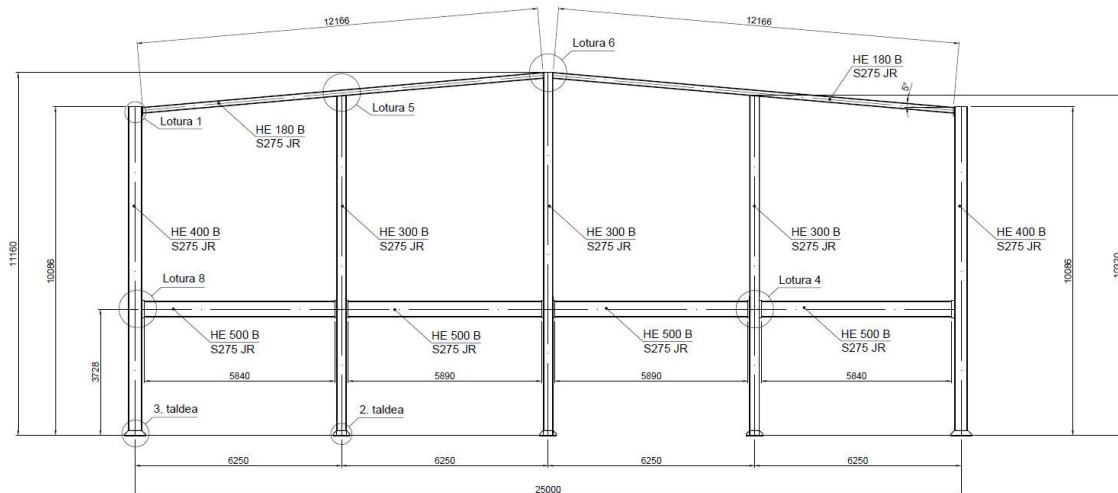 12166
12166
Lotura 6
HE 180 B
S275 JR
5°
Lotura 1
Lotura 5
HE 180 B
S275 JR
HE 400 B
S275 JR
HE 300 B
S275 JR
HE 300 B
S275 JR
HE 300 B
S275 JR
HE 400 B
S275 JR
11160
10086
10086
10320
Lotura 8
Lotura 4
HE 500 B
S275 JR
HE 500 B
S275 JR
HE 500 B
S275 JR
HE 500 B
S275 JR
3728
5840
5890
5890
5840
3. taldea
2. taldea
6250
6250
6250
6250
25000